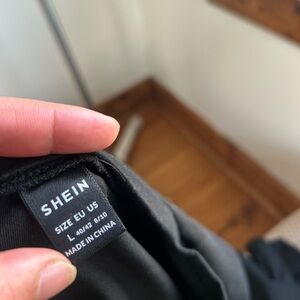 SHEIN
SIZE EU US
L 40/42 8/10
MADE IN CHINA